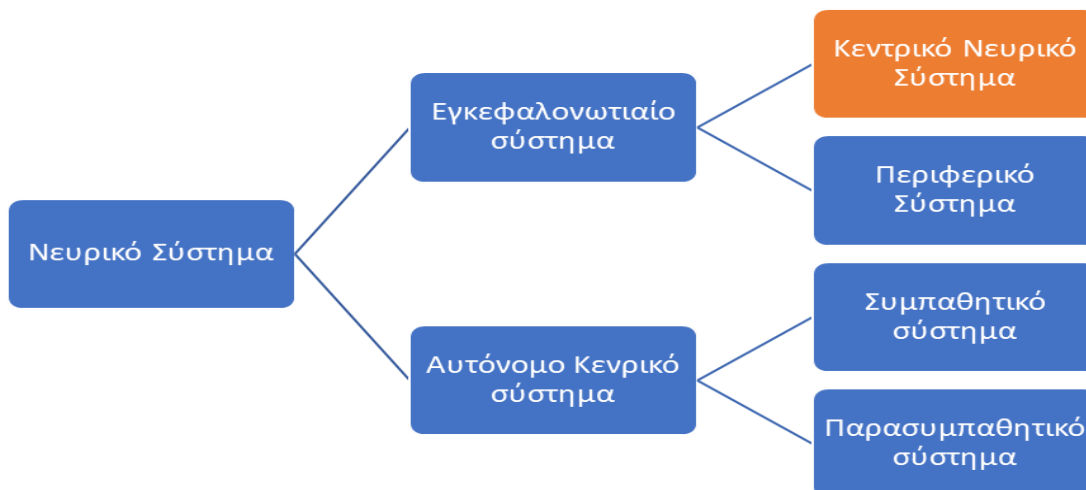 Νευρικό Σύστημα
Εγκεφαλονωτιαίο
σύστημα
Κεντρικό Νευρικό
Σύστημα
Περιφερικό
Σύστημα
Αυτόνομο Κενρικό
σύστημα
Συμπαθητικό
σύστημα
Παρασυμπαθητικό
σύστημα